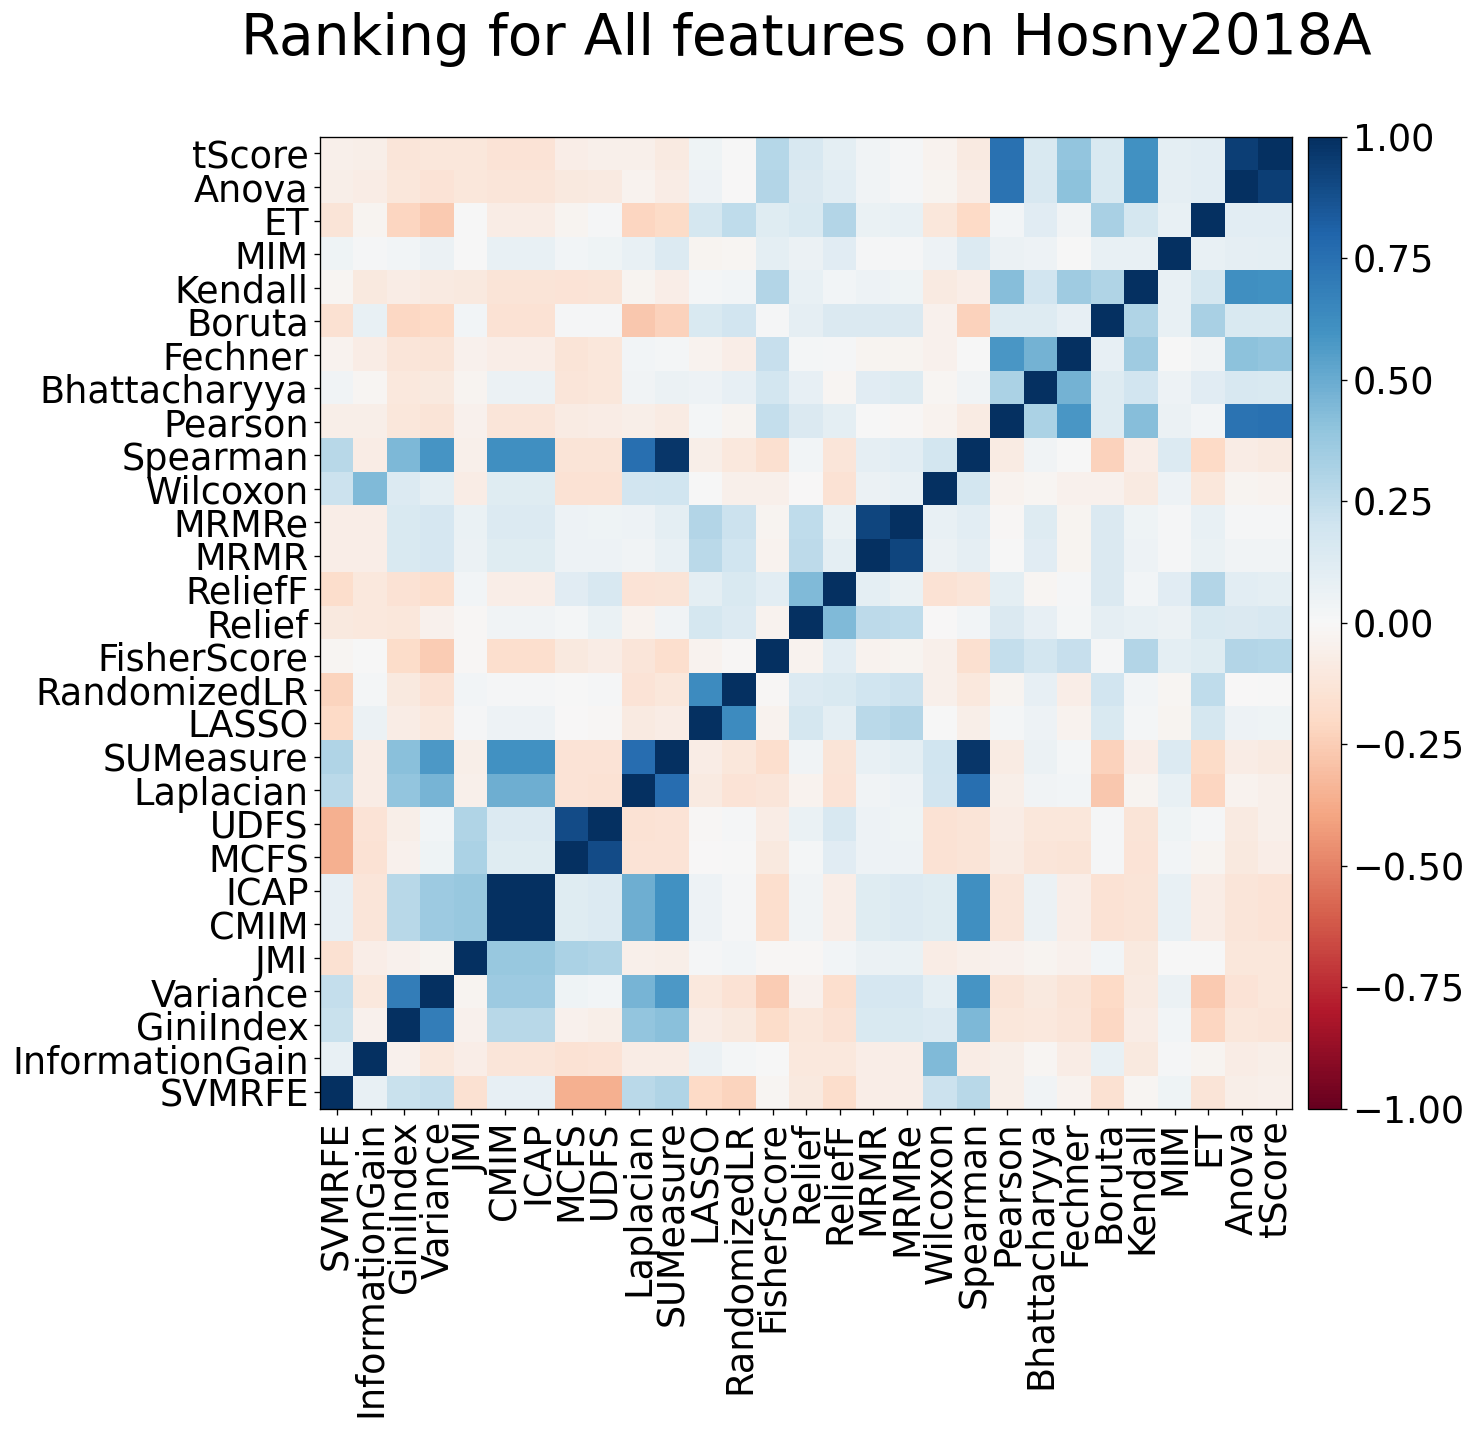 Ranking for All features on Hosny2018A
tScore
Anova
ET
MIM
Kendall
Boruta
Fechner
Bhattacharyya
Pearson
Spearman
Wilcoxon
MRMRe
MRMR
ReliefF
Relief
FisherScore
RandomizedLR
LASSO
SUMeasure
Laplacian
UDFS
MCFS
ICAP
CMIM
JMI
Variance
GiniIndex
InformationGain
SVMRFE
SVMRFE
InformationGain
GiniIndex
Variance
JMI
CMIM
ICAP
MCFS
UDFS
Laplacian
SUMeasure
LASSO
RandomizedLR
FisherScore
Relief
ReliefF
MRMR
MRMRe
Wilcoxon
Spearman
Pearson
Bhattacharyya
Fechner
Boruta
Kendall
MIM
ET
Anova
tScore
1.00
0.75
0.50
0.25
0.00
−0.25
−0.50
−0.75
−1.00